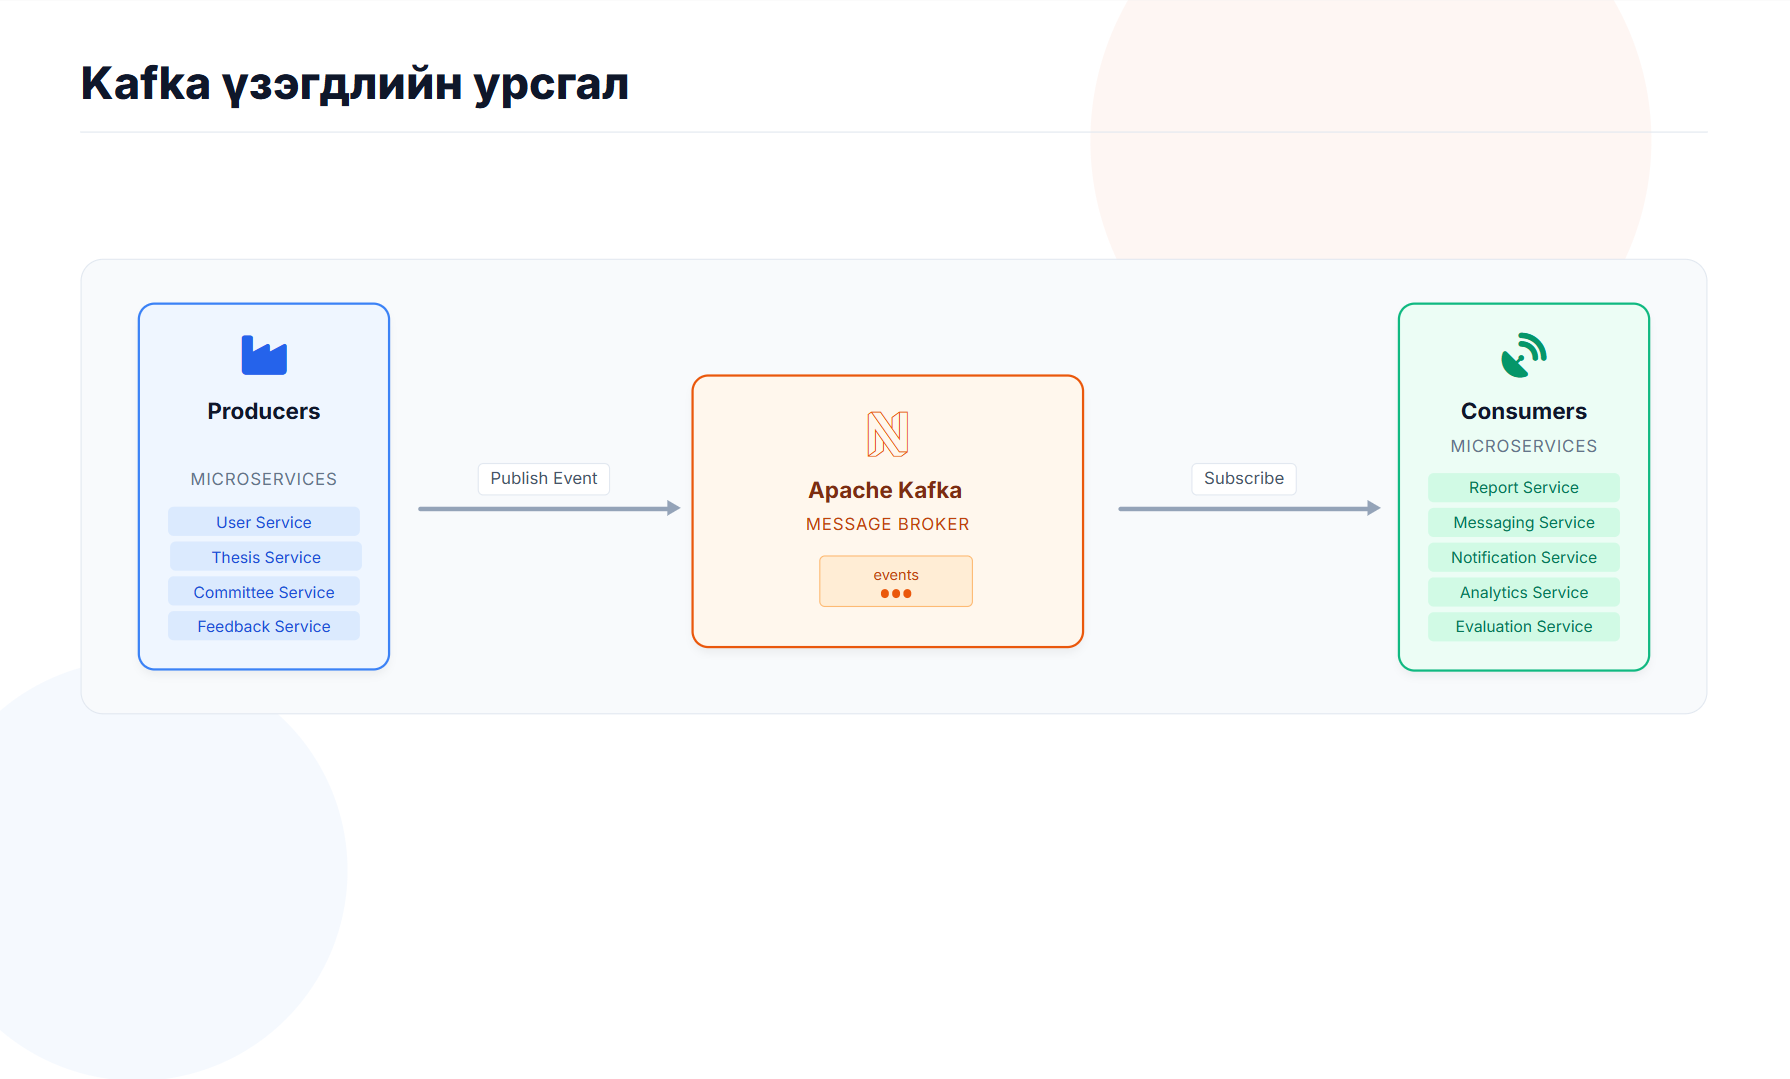 Kafka үзэгдлийн урсгал
Producers
MICROSERVICES
User Service
Thesis Service
Committee Service
Feedback Service
Publish Event
Apache Kafka
MESSAGE BROKER
events
Subscribe
Consumers
MICROSERVICES
Report Service
Messaging Service
Notification Service
Analytics Service
Evaluation Service